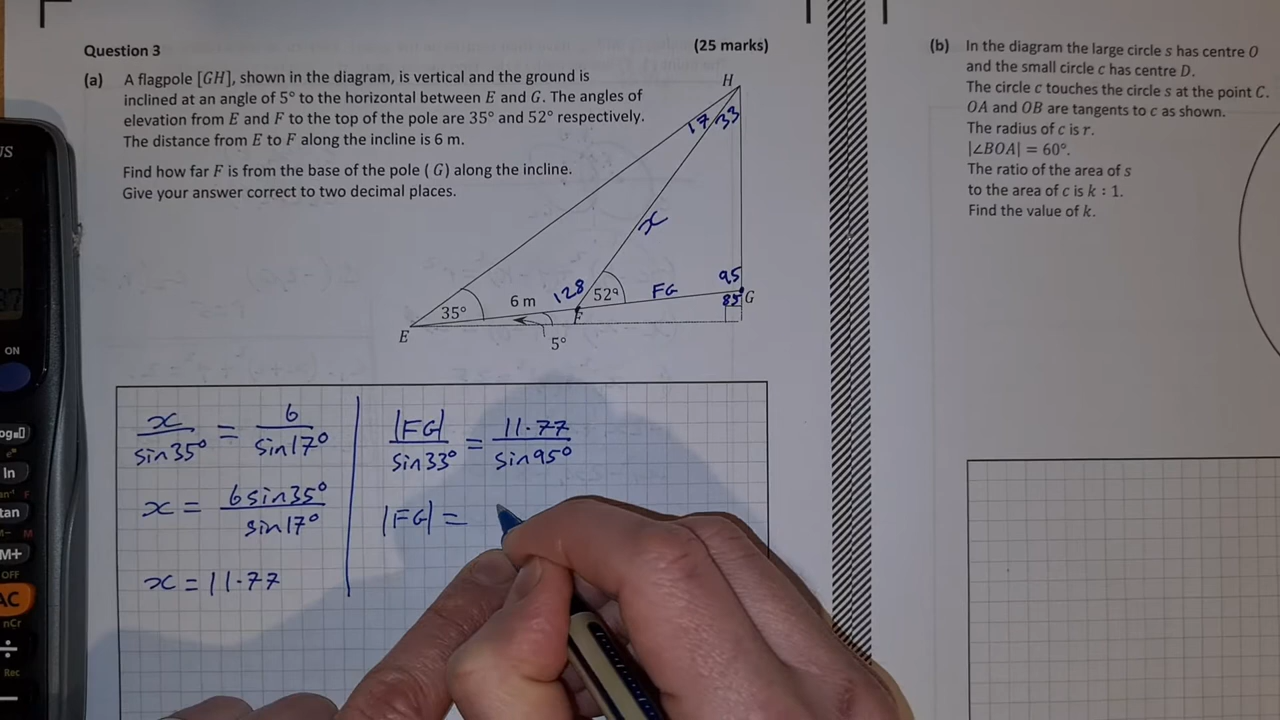 Question 3
(25 marks)
(a) A flagpole [GH], shown in the diagram, is vertical and the ground is
inclined at an angle of 5° to the horizontal between E and G. The angles of
elevation from E and F to the top of the pole are 35° and 52° respectively.
The distance from E to F along the incline is 6 m.
Find how far F is from the base of the pole ( G) along the incline.
Give your answer correct to two decimal places.
H
17 33
x
95
128 52° FG
85 G
6 m
35°
F
E
5°
x/sin35° = 6/sin17°
x = 6sin35°/sin17°
x = 11.77
|FG|/sin33° = 11.77/sin95°
|FG| =
(b) In the diagram the large circle s has centre O
and the small circle c has centre D.
The circle c touches the circle s at the point C.
OA and OB are tangents to c as shown.
The radius of c is r.
|∠BOA| = 60°.
The ratio of the area of s
to the area of c is k : 1.
Find the value of k.
ON
ln
tan
M+
OFF
AC
nCr
÷
Rec